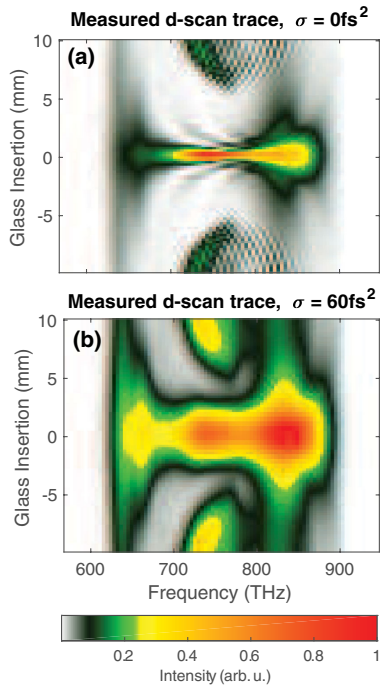 Measured d-scan trace, σ = 0fs²
(a)
Glass Insertion (mm)
10
5
0
-5
Measured d-scan trace, σ = 60fs²
(b)
Glass Insertion (mm)
10
5
0
-5
600 700 800 900
Frequency (THz)
0.2 0.4 0.6 0.8 1
Intensity (arb. u.)